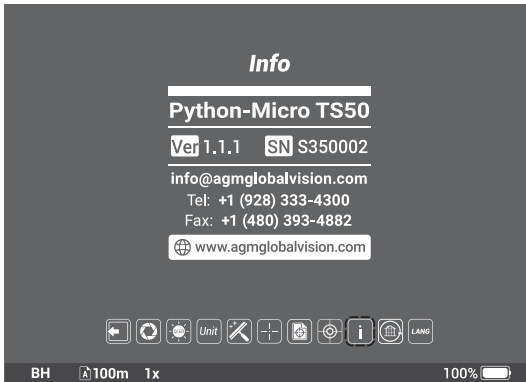 Info
Python-Micro TS50
Ver 1.1.1 SN S350002
info@agmglobalvision.com
Tel: +1 (928) 333-4300
Fax: +1 (480) 393-4882
www.agmglobalvision.com
Unit i LANG
BH A 100m 1x 100%